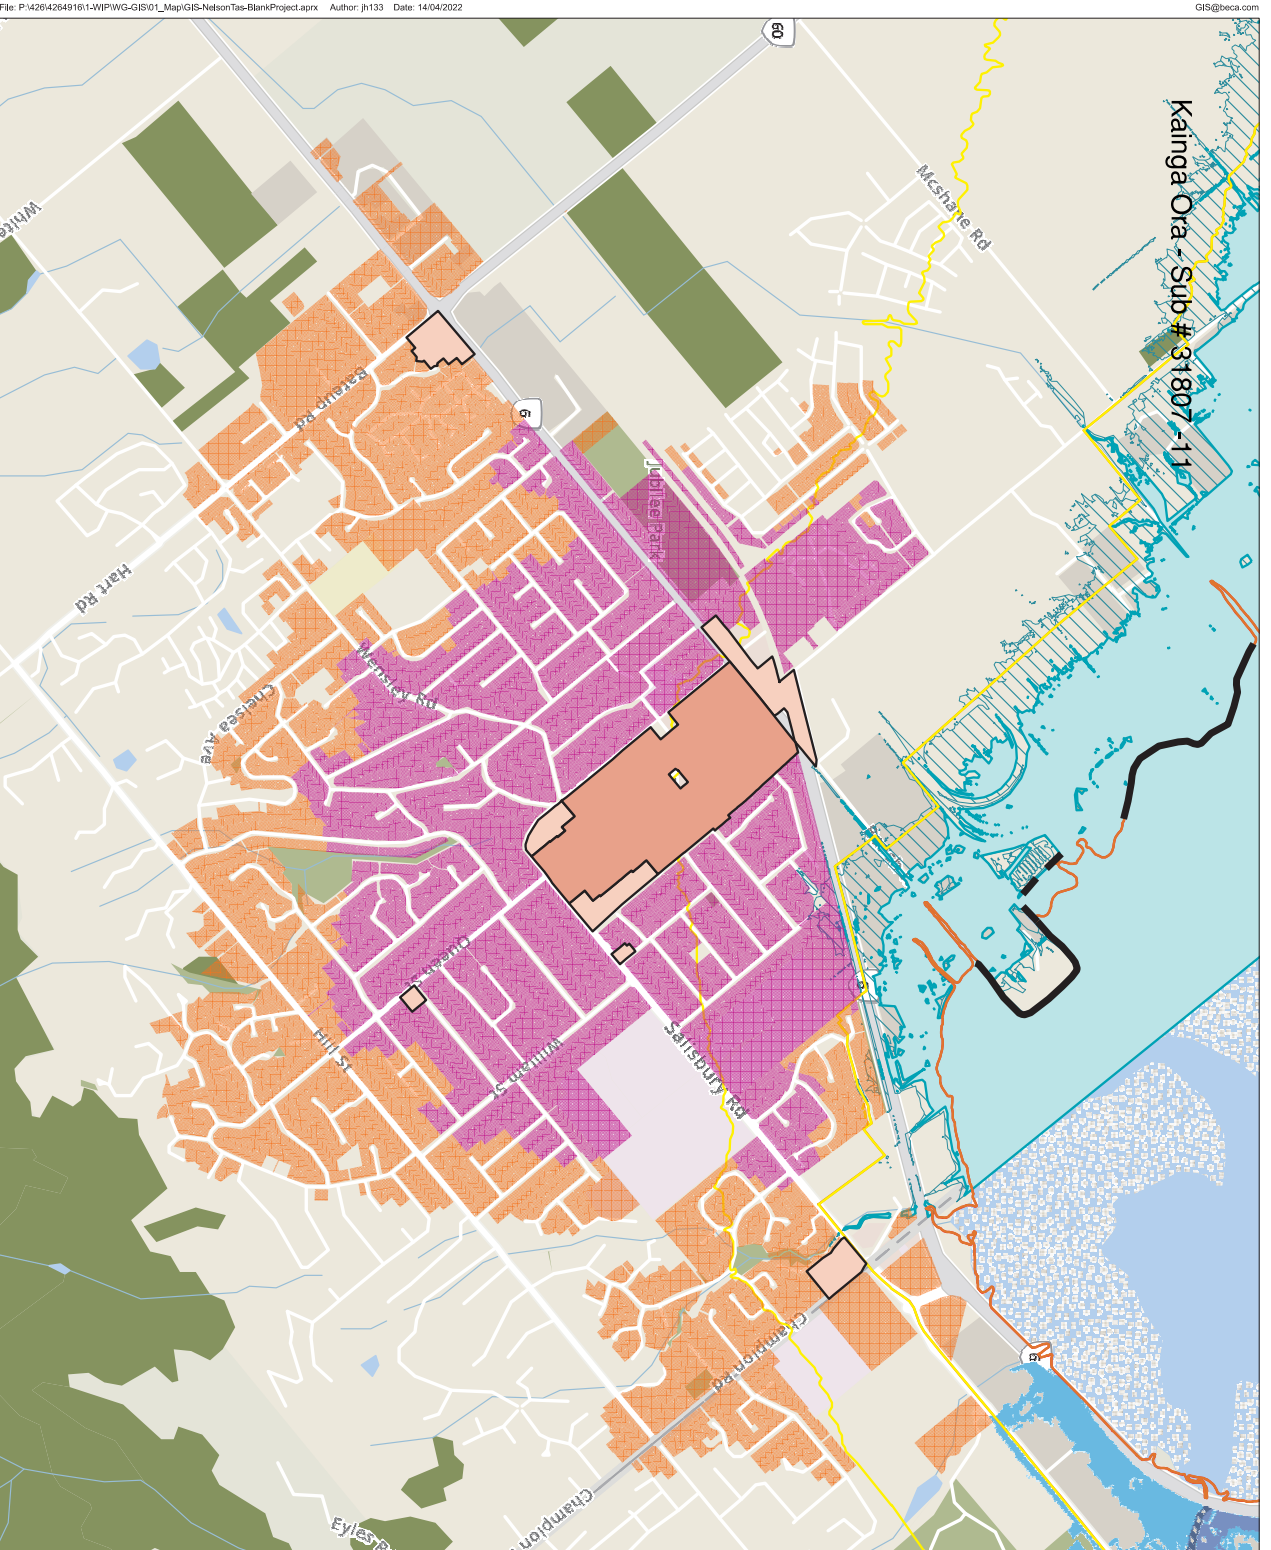 File: P:\426\4264916\1-WIP\WG-GIS\01_Map\GIS-NelsonTas-BlankProject.aprx Author: jh133 Date: 14/04/2022
GIS@beca.com
60
Kainga Ora - Sub # 31807-11
Mcshane Rd
White
Bateup Rd
6
Jubilee Park
Hart Rd
Wensley Rd
Chelsea Ave
Queen St
6
Hill St
William St
Salisbury Rd
Champion Rd
6
Champion
Eyles R